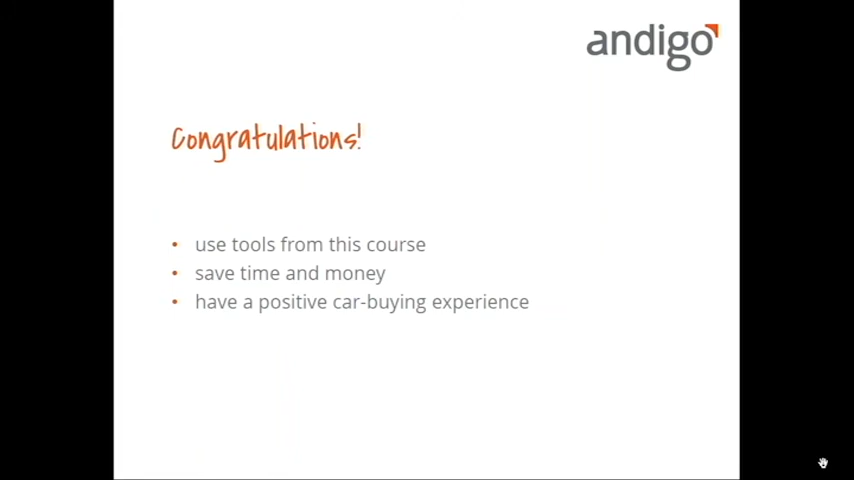 andigo
Congratulations!
• use tools from this course
• save time and money
• have a positive car-buying experience